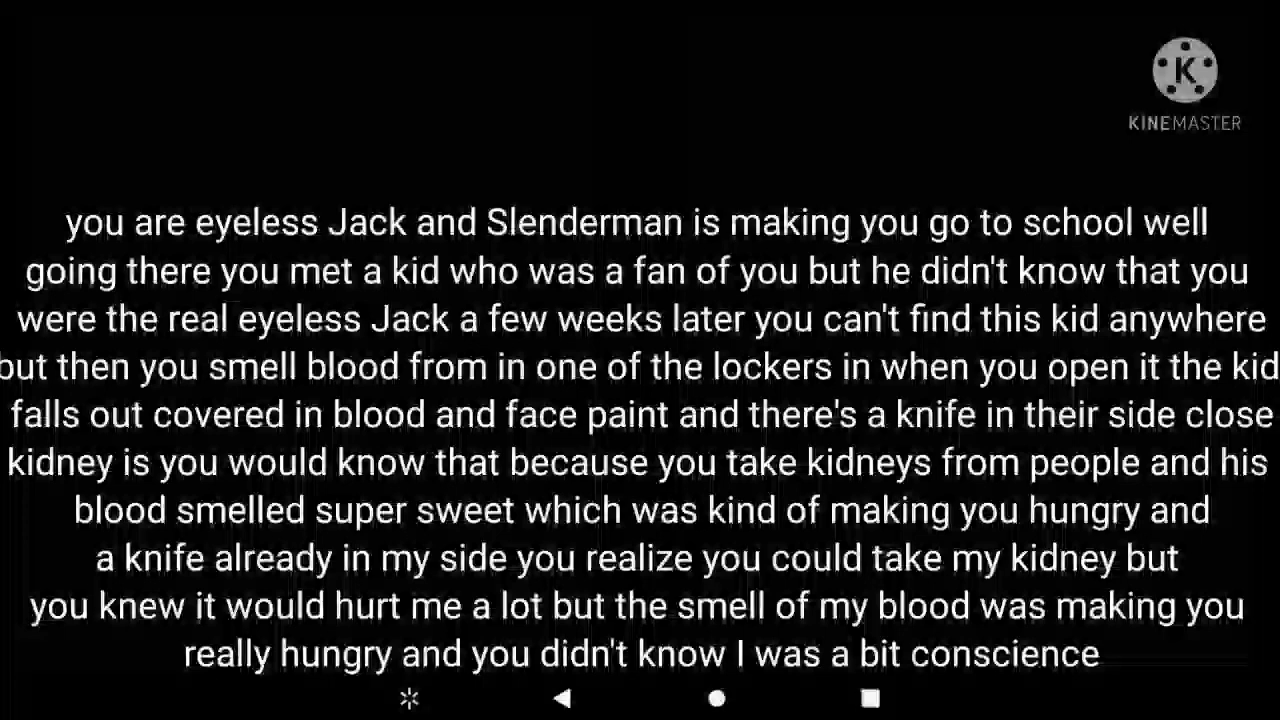 K
KINEMASTER
you are eyeless Jack and Slenderman is making you go to school well
going there you met a kid who was a fan of you but he didn't know that you
were the real eyeless Jack a few weeks later you can't find this kid anywhere
but then you smell blood from in one of the lockers in when you open it the kid
falls out covered in blood and face paint and there's a knife in their side close
kidney is you would know that because you take kidneys from people and his
blood smelled super sweet which was kind of making you hungry and
a knife already in my side you realize you could take my kidney but
you knew it would hurt me a lot but the smell of my blood was making you
really hungry and you didn't know I was a bit conscience